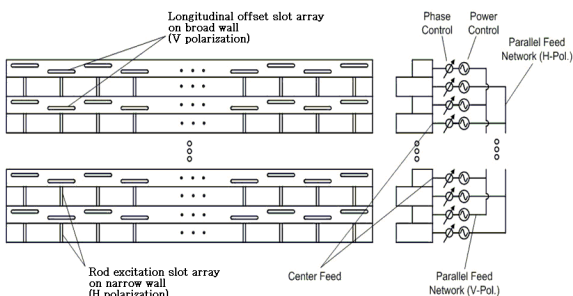 Longitudinal offset slot array
on broad wall
(V polarization)
Phase
Control
Power
Control
Parallel Feed
Network (H-Pol.)
Rod excitation slot array
on narrow wall
(H polarization)
Center Feed
Parallel Feed
Network (V-Pol.)